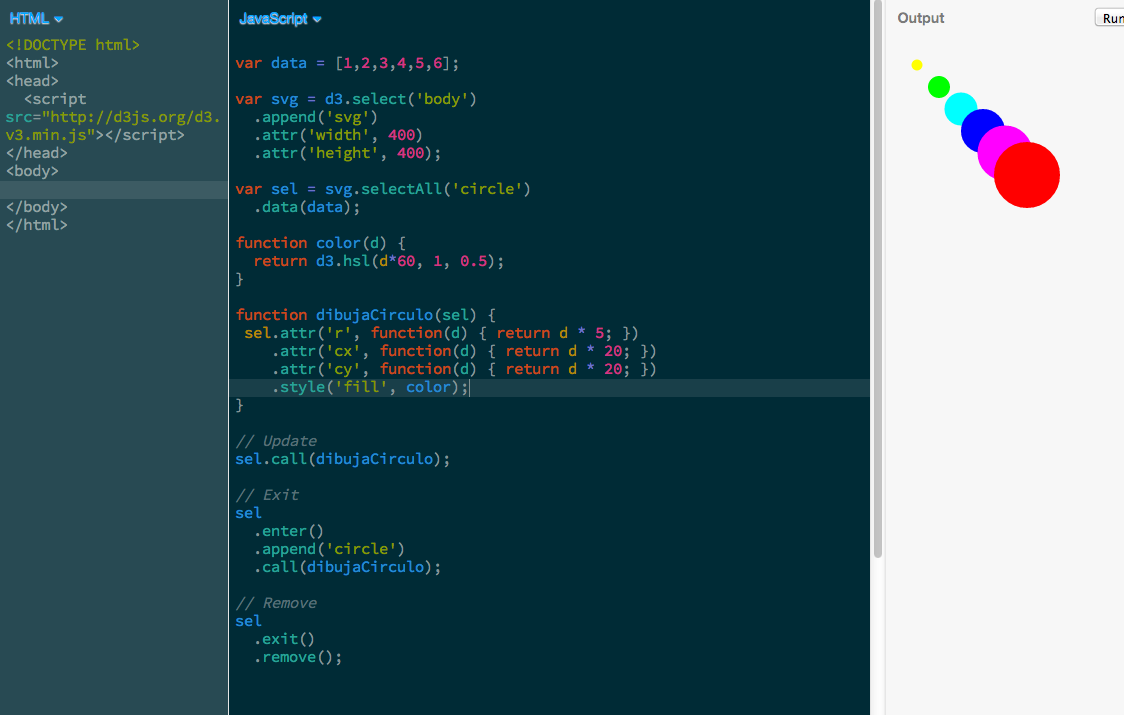 HTML
<!DOCTYPE html>
<html>
<head>
  <script
src="http://d3js.org/d3.
v3.min.js"></script>
</head>
<body>
</body>
</html>
JavaScript
var data = [1,2,3,4,5,6];
var svg = d3.select('body')
  .append('svg')
  .attr('width', 400)
  .attr('height', 400);
var sel = svg.selectAll('circle')
  .data(data);
function color(d) {
  return d3.hsl(d*60, 1, 0.5);
}
function dibujaCirculo(sel) {
 sel.attr('r', function(d) { return d * 5; })
    .attr('cx', function(d) { return d * 20; })
    .attr('cy', function(d) { return d * 20; })
    .style('fill', color);
}
// Update
sel.call(dibujaCirculo);
// Exit
sel
  .enter()
  .append('circle')
  .call(dibujaCirculo);
// Remove
sel
  .exit()
  .remove();
Output
Run